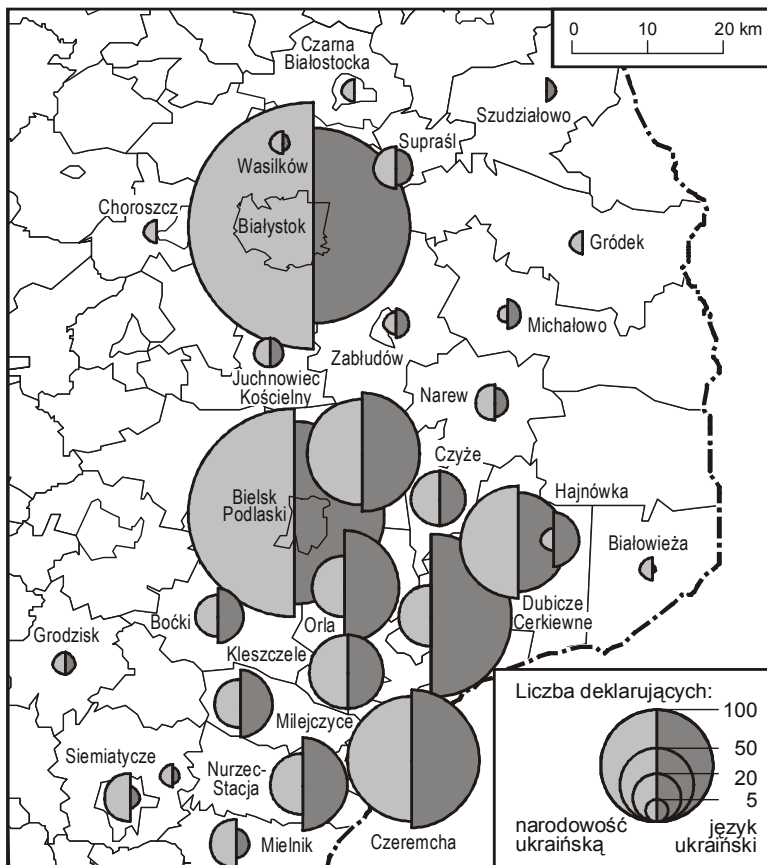 Czarna
Białostocka
0 10 20 km
Szudziałowo
Supraśl
Wasilków
Choroszcz
Białystok
Gródek
Michałowo
Zabłudów
Juchnowiec
Kościelny
Narew
Czyże
Hajnówka
Bielsk
Podlaski
Białowieża
Dubicze
Cerkiewne
Boćki
Orla
Grodzisk
Kleszczele
Milejczyce
Siemiatycze
Nurzec-
Stacja
Mielnik
Czeremcha
Liczba deklarujących:
100
50
20
5
narodowość
ukraińską
język
ukraiński